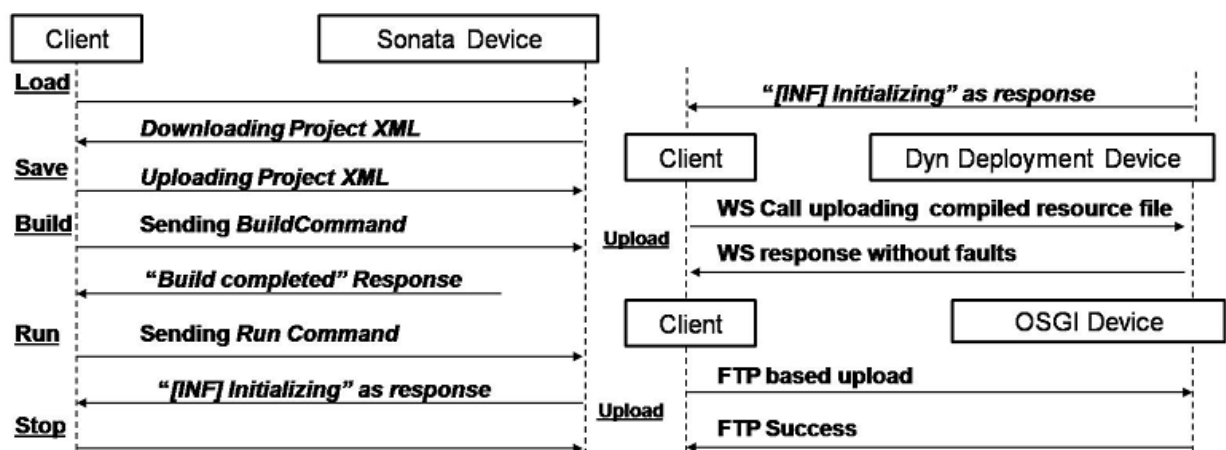 Client
Sonata Device
Load
Downloading Project XML
Save
Uploading Project XML
Build
Sending BuildCommand
“Build completed” Response
Run
Sending Run Command
“[INF] Initializing” as response
Stop
“[INF] Initializing” as response
Client
Dyn Deployment Device
WS Call uploading compiled resource file
Upload
WS response without faults
Client
OSGI Device
FTP based upload
Upload
FTP Success